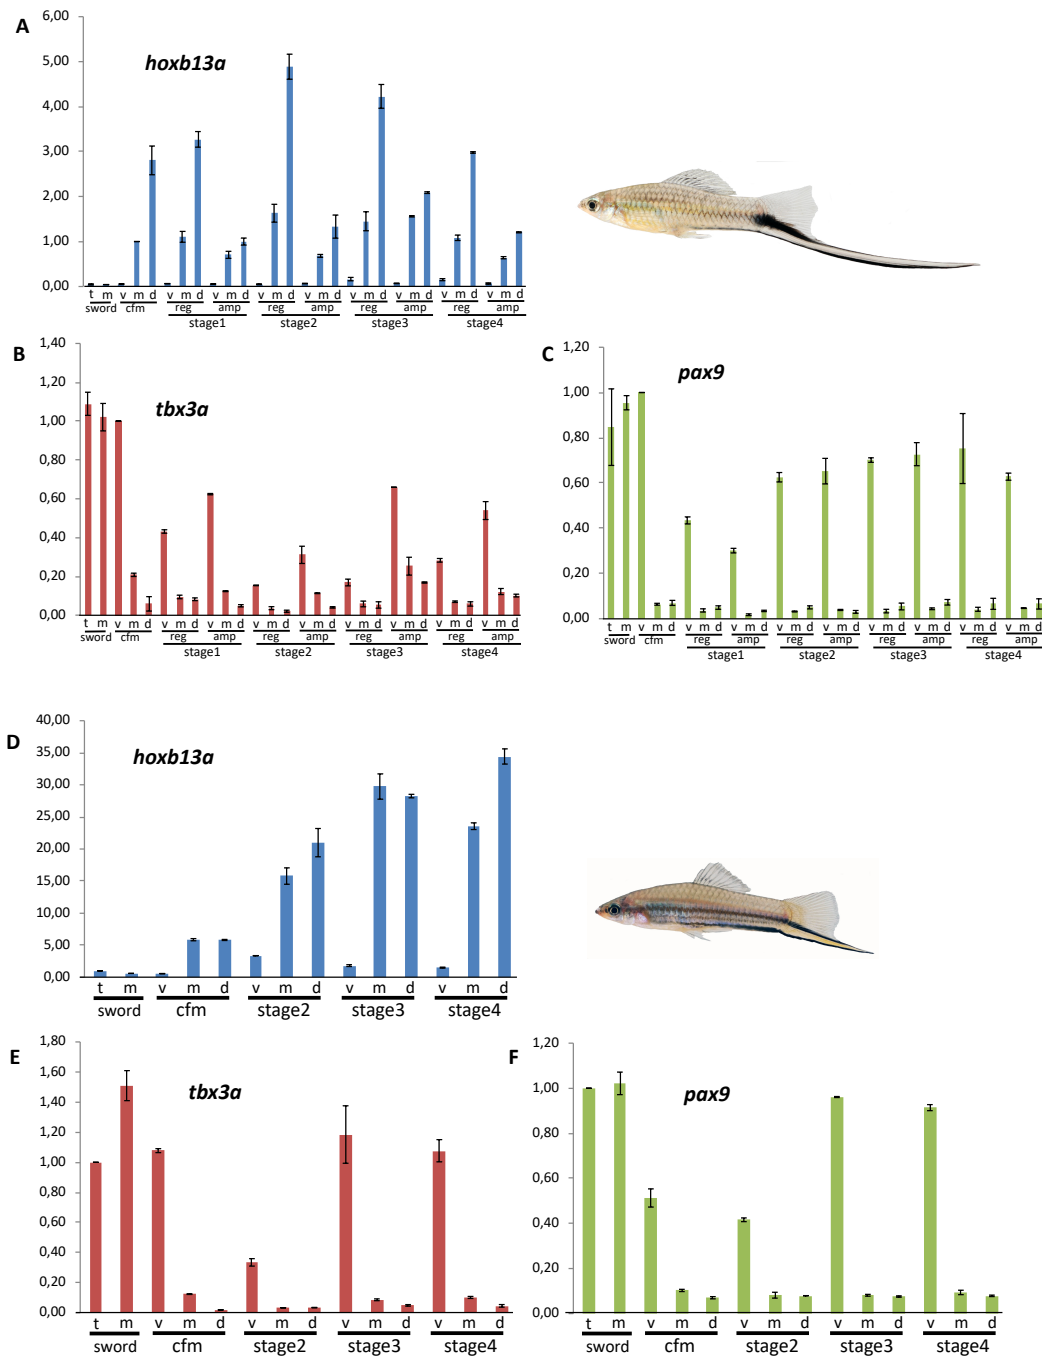 A
hoxb13a
6,00
5,00
4,00
3,00
2,00
1,00
0,00
t m v m d v m d v m d v m d v m d v m d v m d v m d v m d
sword cfm reg amp reg amp reg amp reg amp
stage1 stage2 stage3 stage4
B
tbx3a
1,40
1,20
1,00
0,80
0,60
0,40
0,20
0,00
t m v m d v m d v m d v m d v m d v m d v m d v m d v m d
sword cfm reg amp reg amp reg amp reg amp
stage1 stage2 stage3 stage4
C
pax9
1,20
1,00
0,80
0,60
0,40
0,20
0,00
t m v m d v m d v m d v m d v m d v m d v m d v m d v m d
sword cfm reg amp reg amp reg amp reg amp
stage1 stage2 stage3 stage4
D
hoxb13a
40,00
35,00
30,00
25,00
20,00
15,00
10,00
5,00
0,00
t m v m d v m d v m d v m d
sword cfm stage2 stage3 stage4
E
tbx3a
1,80
1,60
1,40
1,20
1,00
0,80
0,60
0,40
0,20
0,00
t m v m d v m d v m d v m d
sword cfm stage2 stage3 stage4
F
pax9
1,20
1,00
0,80
0,60
0,40
0,20
0,00
t m v m d v m d v m d v m d
sword cfm stage2 stage3 stage4